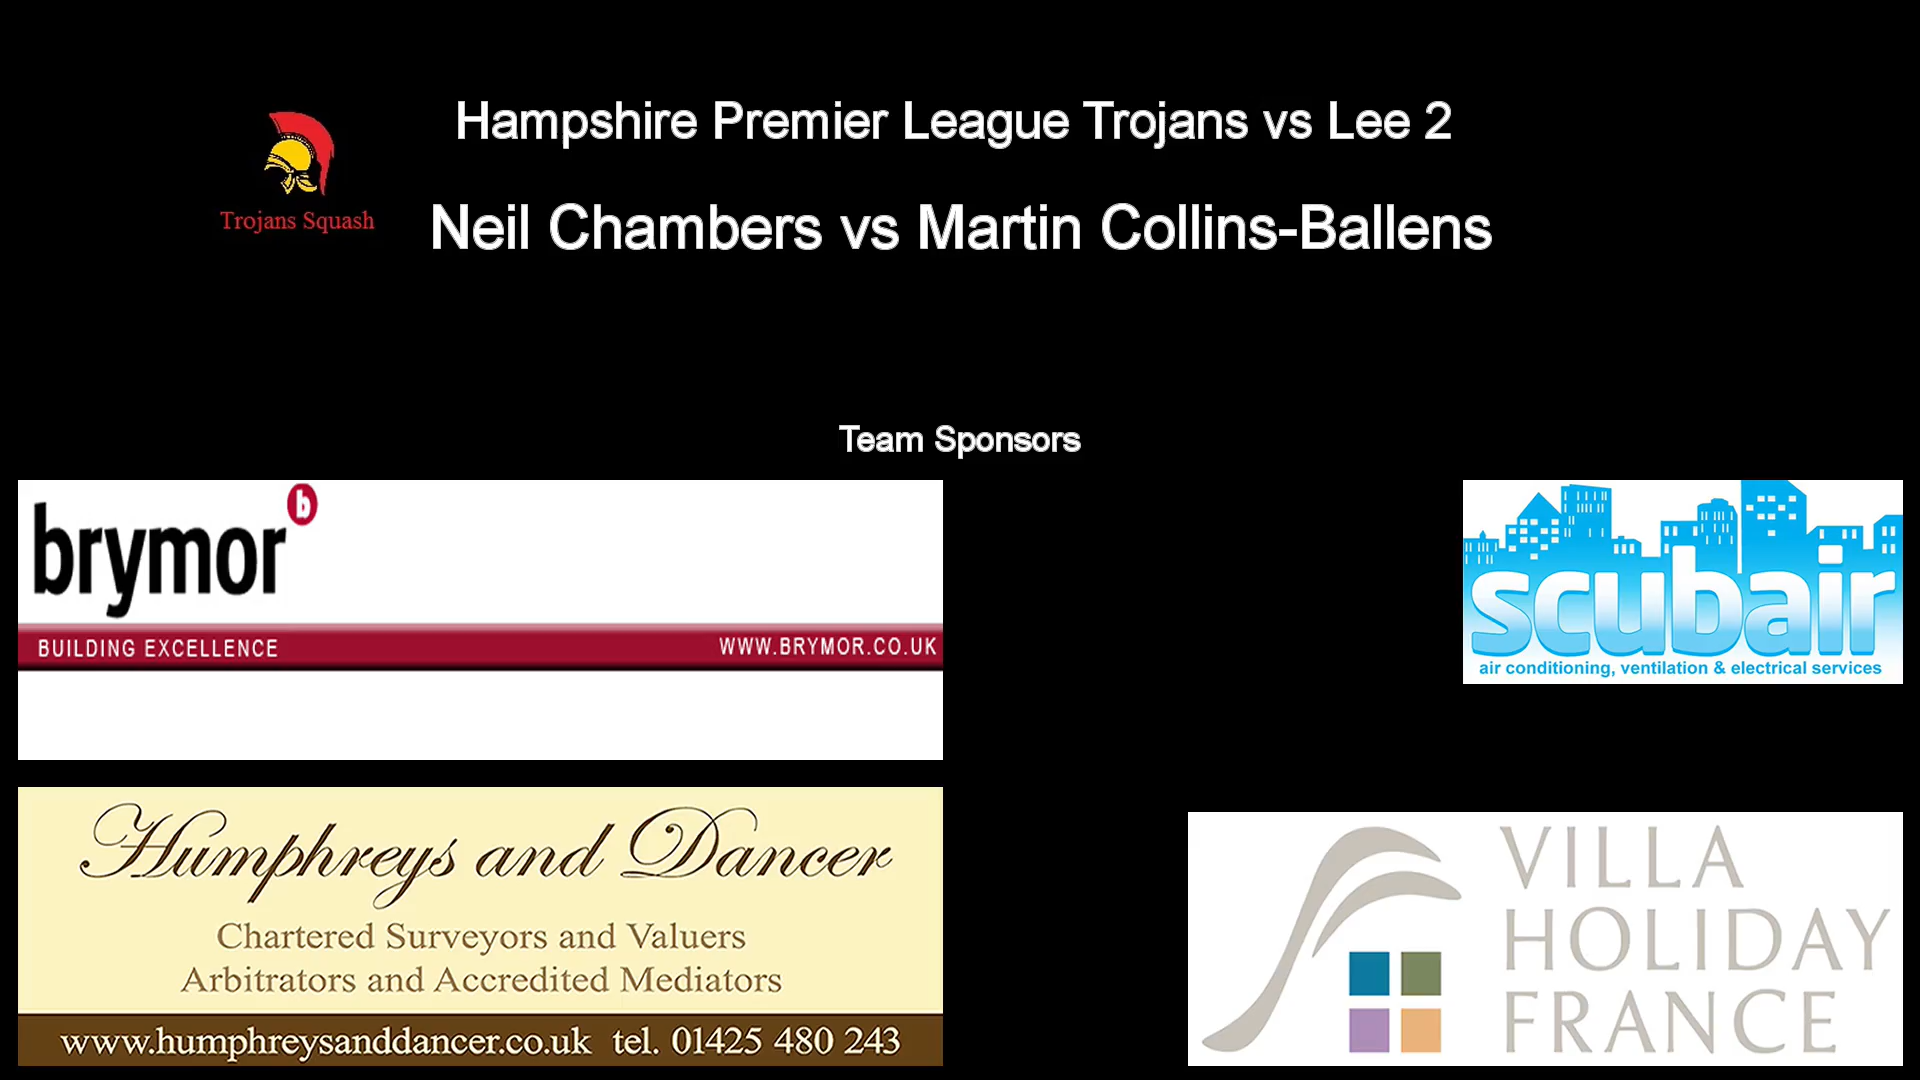 Hampshire Premier League Trojans vs Lee 2
Trojans Squash
Neil Chambers vs Martin Collins-Ballens
Team Sponsors
brymor b
BUILDING EXCELLENCE
WWW.BRYMOR.CO.UK
scubair
air conditioning, ventilation & electrical services
Humphreys and Dancer
Chartered Surveyors and Valuers
Arbitrators and Accredited Mediators
www.humphreysanddancer.co.uk tel. 01425 480 243
VILLA
HOLIDAY
FRANCE